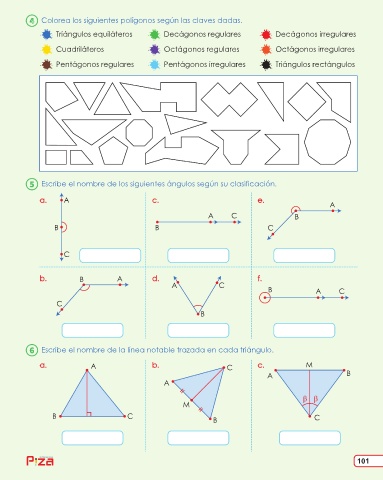 4 Colorea los siguientes polígonos según las claves dadas.
Triángulos equiláteros Decágonos regulares Decágonos irregulares
Cuadriláteros Octágonos regulares Octágonos irregulares
Pentágonos regulares Pentágonos irregulares Triángulos rectángulos
5 Escribe el nombre de los siguientes ángulos según su clasificación.
a. c. e.
A
B
C
B A C
A
B
C
b. d. f.
B A
C
A C
B
B A C
6 Escribe el nombre de la línea notable trazada en cada triángulo.
a. b. c.
A
B C
C
A
M
B
M
A B
β β
C
Piza
101